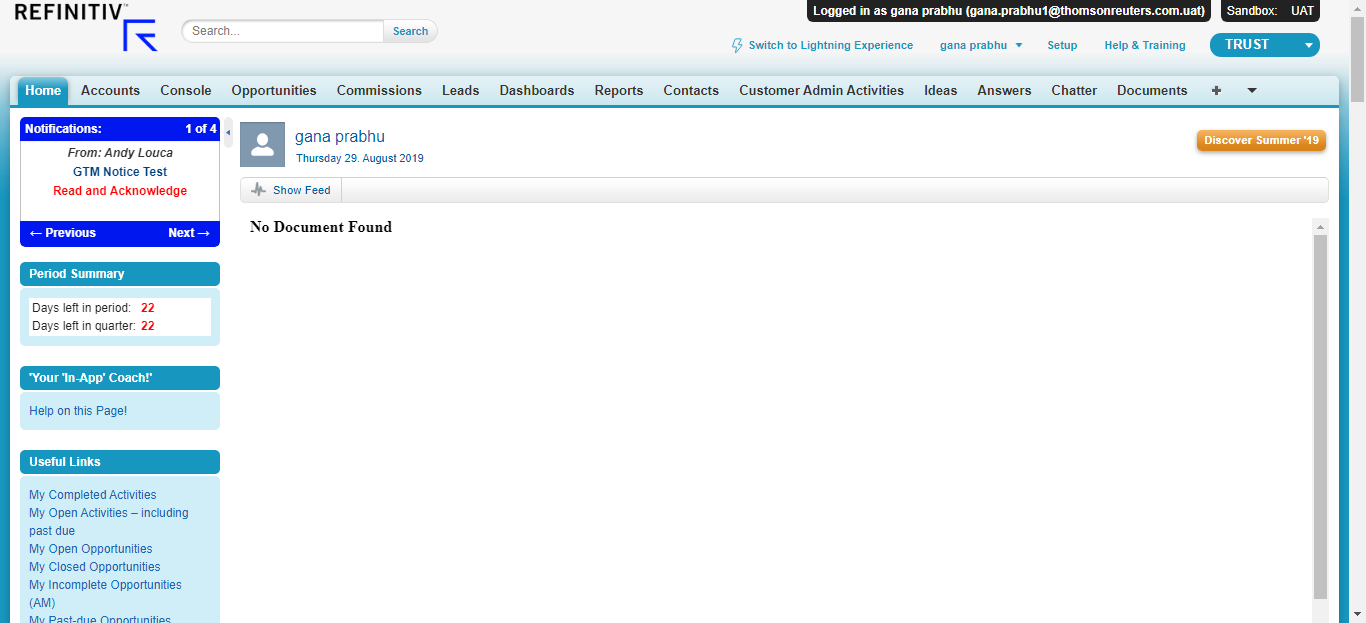 REFINITIV™
Search...
Search
Logged in as gana prabhu (gana.prabhu1@thomsonreuters.com.uat)
Sandbox: UAT
Switch to Lightning Experience
gana prabhu
Setup
Help & Training
TRUST
Home Accounts Console Opportunities Commissions Leads Dashboards Reports Contacts Customer Admin Activities Ideas Answers Chatter Documents +
Notifications: 1 of 4
From: Andy Louca
GTM Notice Test
Read and Acknowledge
← Previous Next →
Period Summary
Days left in period: 22
Days left in quarter: 22
'Your 'In-App' Coach!'
Help on this Page!
Useful Links
My Completed Activities
My Open Activities – including
past due
My Open Opportunities
My Closed Opportunities
My Incomplete Opportunities
(AM)
My Past-due Opportunities
gana prabhu
Thursday 29. August 2019
Discover Summer '19
Show Feed
No Document Found